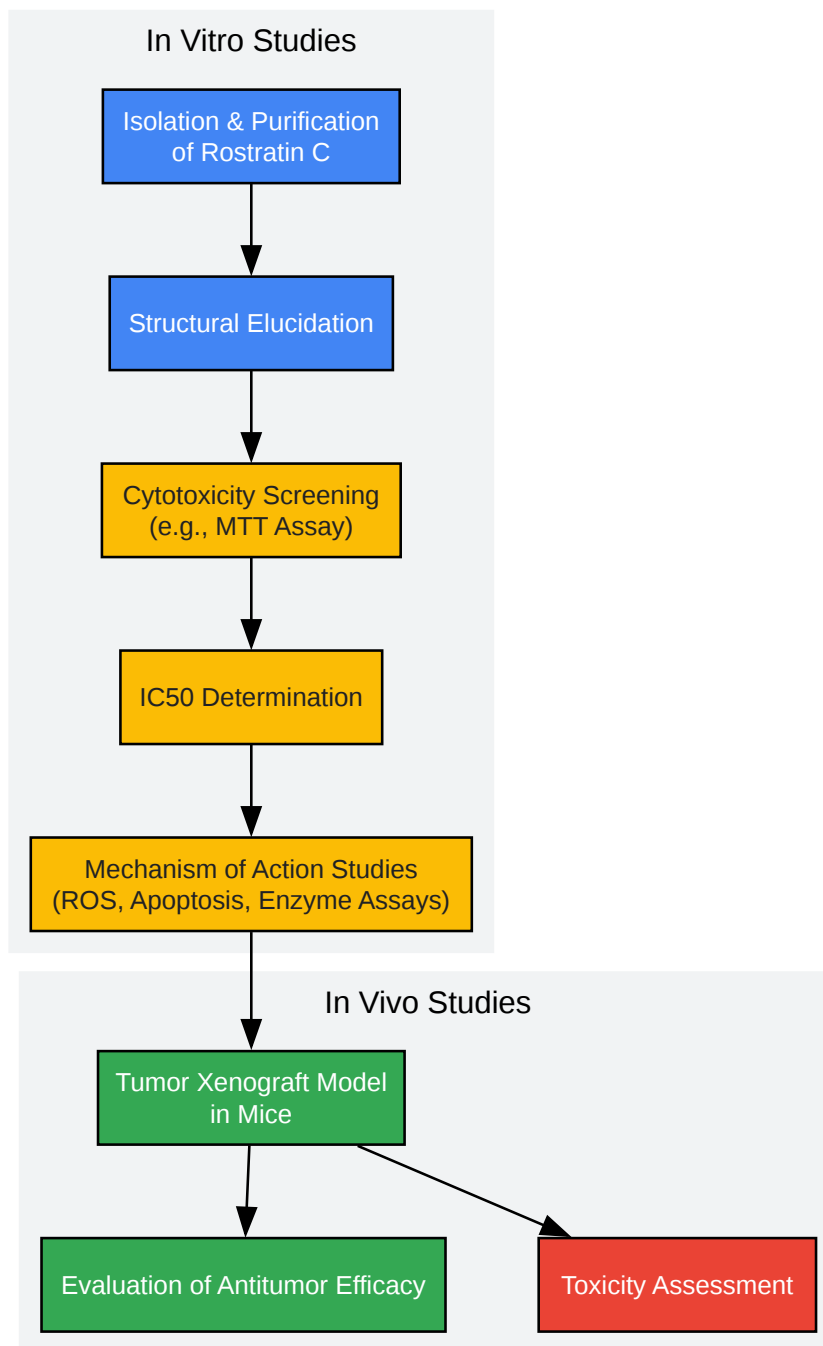 In Vitro Studies
Isolation & Purification
of Rostratin C
Structural Elucidation
Cytotoxicity Screening
(e.g., MTT Assay)
IC50 Determination
Mechanism of Action Studies
(ROS, Apoptosis, Enzyme Assays)
In Vivo Studies
Tumor Xenograft Model
in Mice
Evaluation of Antitumor Efficacy
Toxicity Assessment